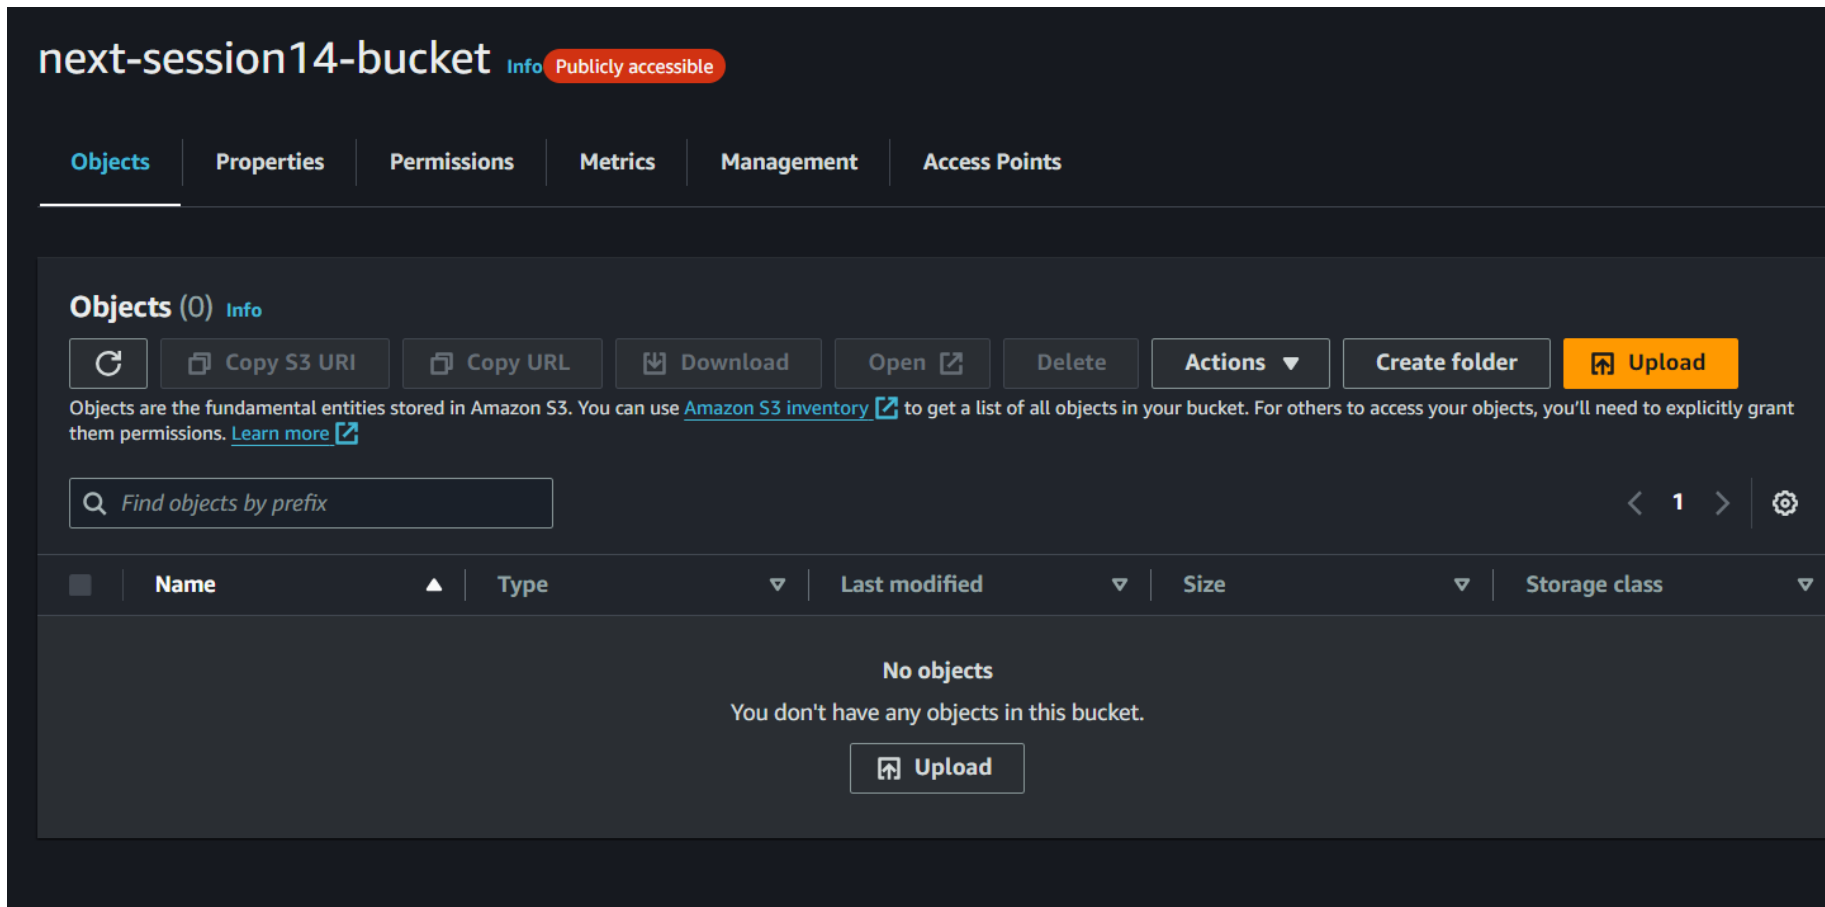 next-session14-bucket Info Publicly accessible
Objects Properties Permissions Metrics Management Access Points
Objects (0) Info
Copy S3 URI Copy URL Download Open Delete Actions Create folder Upload
Objects are the fundamental entities stored in Amazon S3. You can use Amazon S3 inventory to get a list of all objects in your bucket. For others to access your objects, you’ll need to explicitly grant
them permissions. Learn more
Find objects by prefix 1
Name Type Last modified Size Storage class
No objects
You don't have any objects in this bucket.
Upload